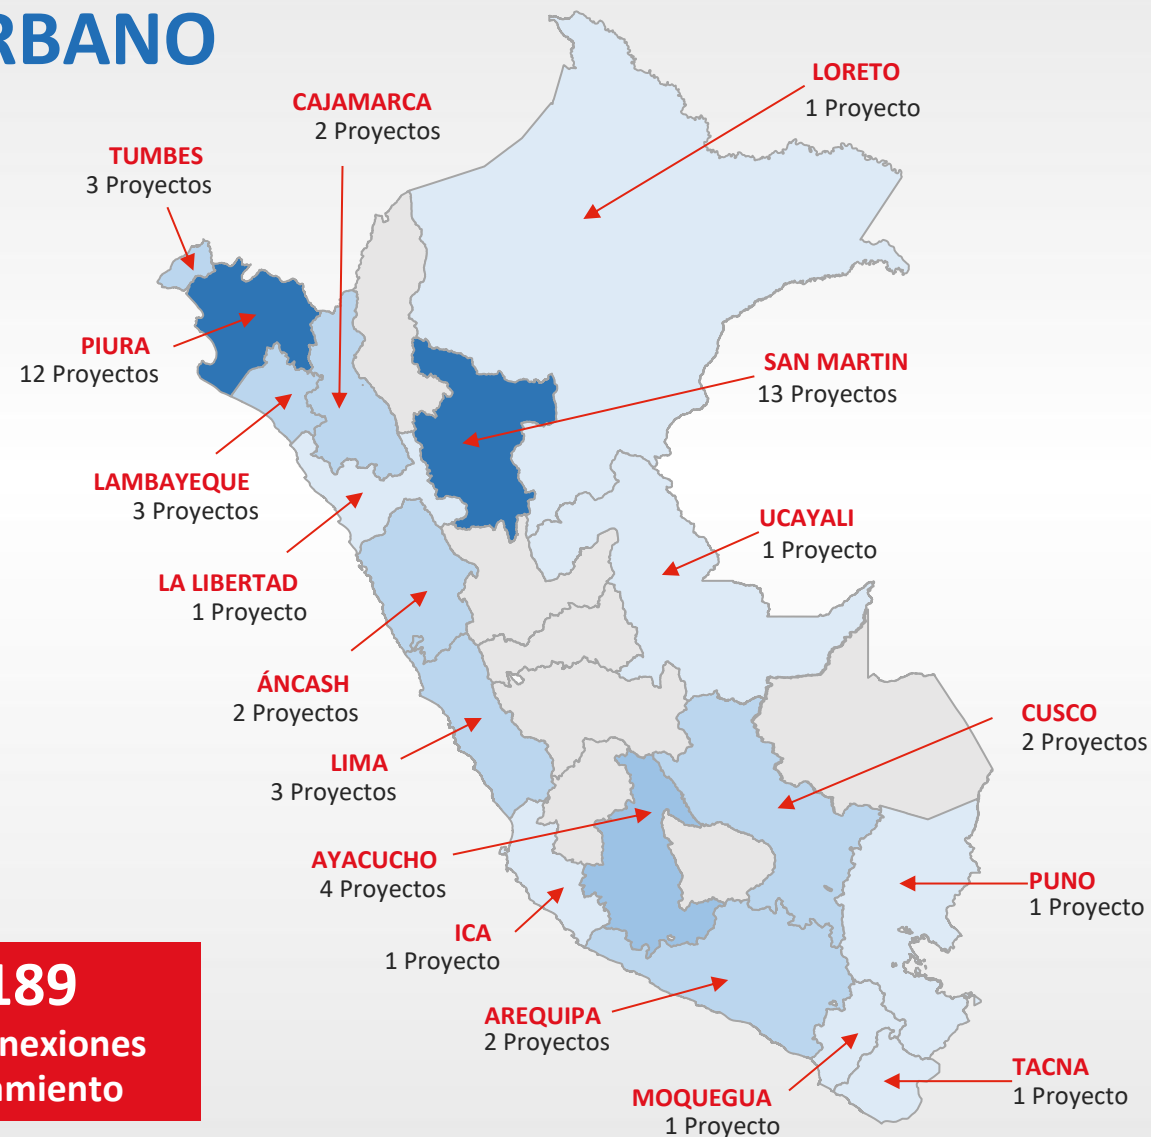 RBANO
LORETO
1 Proyecto
CAJAMARCA
2 Proyectos
TUMBES
3 Proyectos
PIURA
12 Proyectos
SAN MARTIN
13 Proyectos
LAMBAYEQUE
3 Proyectos
UCAYALI
1 Proyecto
LA LIBERTAD
1 Proyecto
ÁNCASH
2 Proyectos
CUSCO
2 Proyectos
LIMA
3 Proyectos
AYACUCHO
4 Proyectos
PUNO
1 Proyecto
ICA
1 Proyecto
AREQUIPA
2 Proyectos
TACNA
1 Proyecto
MOQUEGUA
1 Proyecto
189
nexiones
amiento